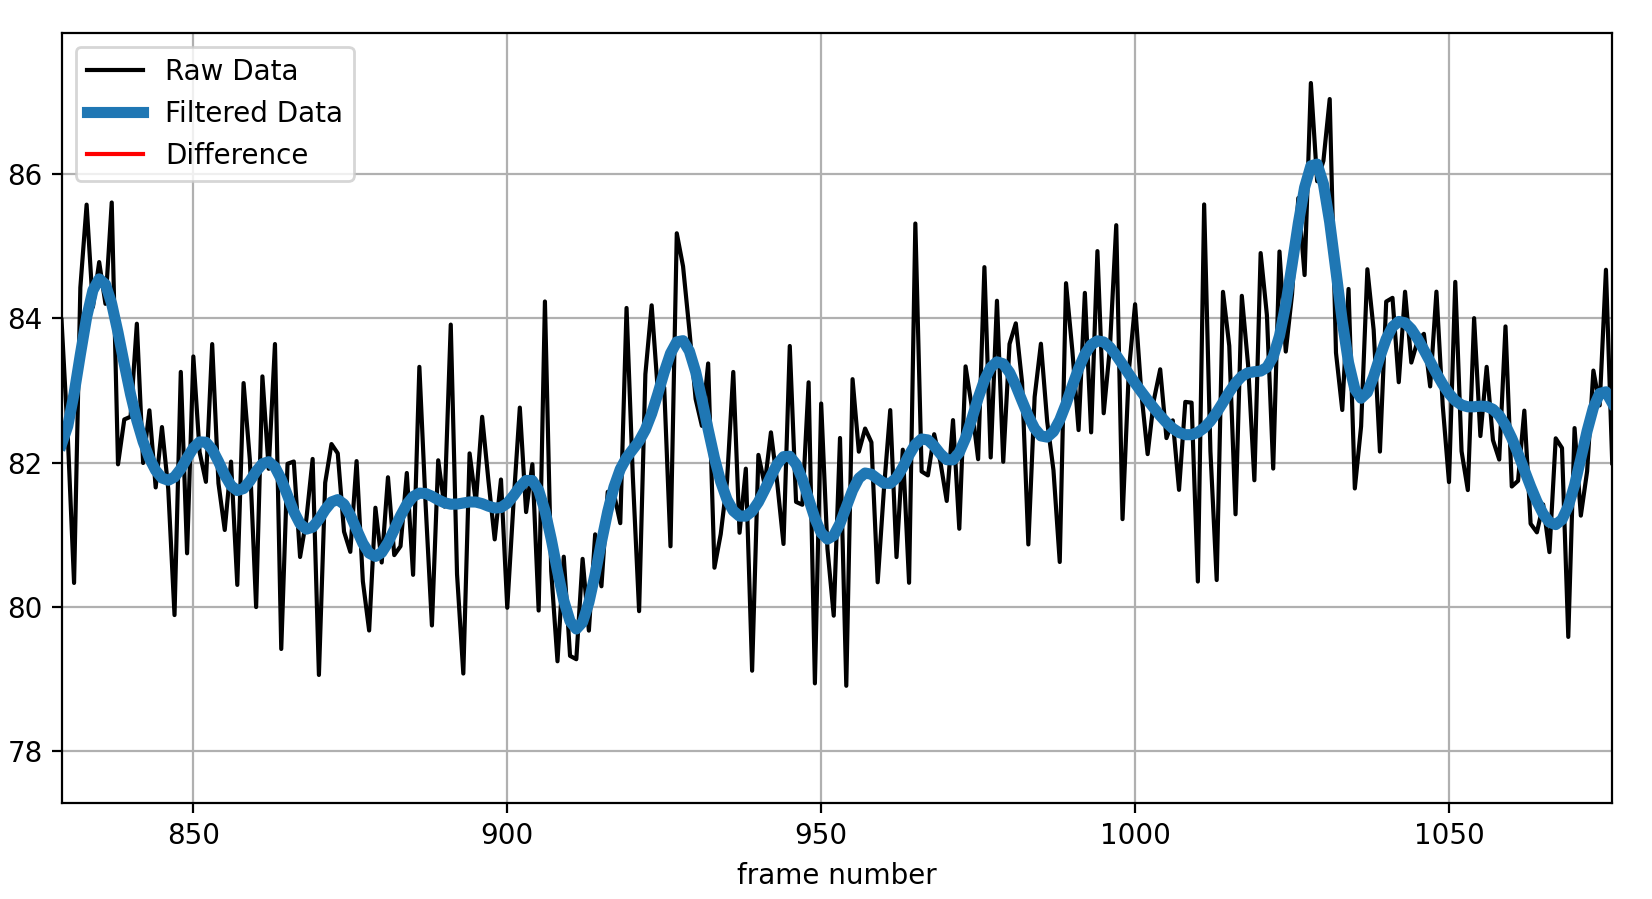 Raw Data
Filtered Data
Difference
86
84
82
80
78
850 900 950 1000 1050
frame number